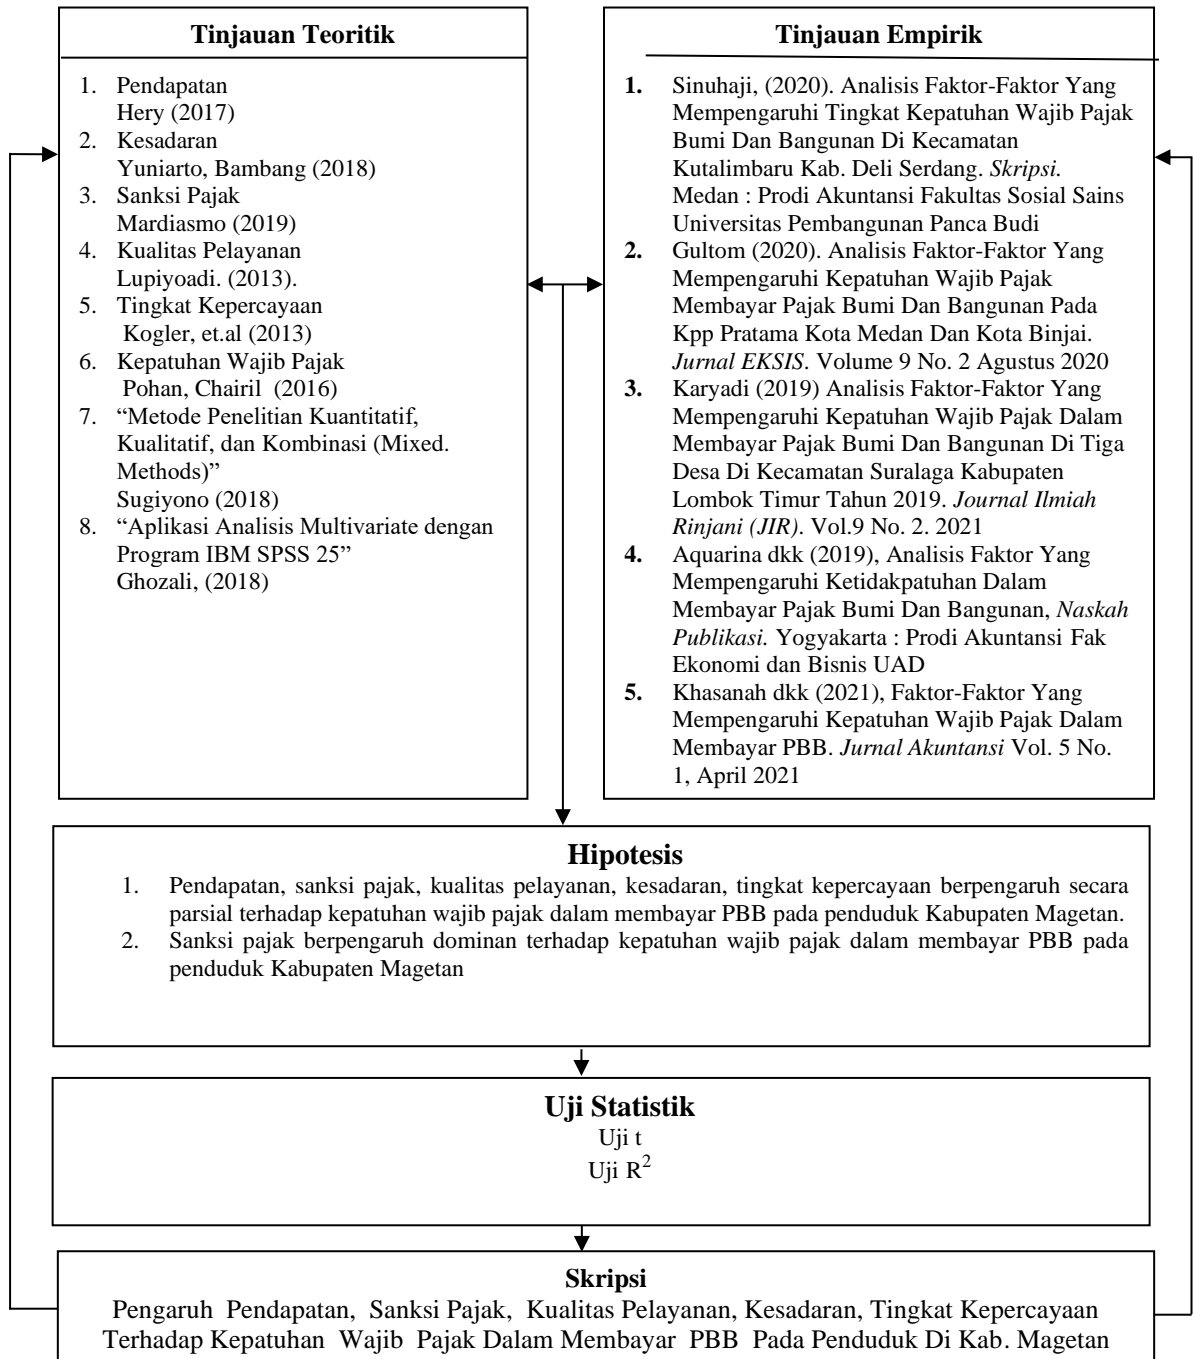 Tinjauan Teoritik
1. Pendapatan
Hery (2017)
2. Kesadaran
Yuniarto, Bambang (2018)
3. Sanksi Pajak
Mardiasmo (2019)
4. Kualitas Pelayanan
Lupiyoadi. (2013).
5. Tingkat Kepercayaan
Kogler, et.al (2013)
6. Kepatuhan Wajib Pajak
Pohan, Chairil (2016)
7. “Metode Penelitian Kuantitatif,
Kualitatif, dan Kombinasi (Mixed.
Methods)”
Sugiyono (2018)
8. “Aplikasi Analisis Multivariate dengan
Program IBM SPSS 25”
Ghozali, (2018)
Tinjauan Empirik
1. Sinuhaji, (2020). Analisis Faktor-Faktor Yang
Mempengaruhi Tingkat Kepatuhan Wajib Pajak
Bumi Dan Bangunan Di Kecamatan
Kutalimbaru Kab. Deli Serdang. Skripsi.
Medan : Prodi Akuntansi Fakultas Sosial Sains
Universitas Pembangunan Panca Budi
2. Gultom (2020). Analisis Faktor-Faktor Yang
Mempengaruhi Kepatuhan Wajib Pajak
Membayar Pajak Bumi Dan Bangunan Pada
Kpp Pratama Kota Medan Dan Kota Binjai.
Jurnal EKSIS. Volume 9 No. 2 Agustus 2020
3. Karyadi (2019) Analisis Faktor-Faktor Yang
Mempengaruhi Kepatuhan Wajib Pajak Dalam
Membayar Pajak Bumi Dan Bangunan Di Tiga
Desa Di Kecamatan Suralaga Kabupaten
Lombok Timur Tahun 2019. Journal Ilmiah
Rinjani (JIR). Vol.9 No. 2. 2021
4. Aquarina dkk (2019), Analisis Faktor Yang
Mempengaruhi Ketidakpatuhan Dalam
Membayar Pajak Bumi Dan Bangunan, Naskah
Publikasi. Yogyakarta : Prodi Akuntansi Fak
Ekonomi dan Bisnis UAD
5. Khasanah dkk (2021), Faktor-Faktor Yang
Mempengaruhi Kepatuhan Wajib Pajak Dalam
Membayar PBB. Jurnal Akuntansi Vol. 5 No.
1, April 2021
Hipotesis
1. Pendapatan, sanksi pajak, kualitas pelayanan, kesadaran, tingkat kepercayaan berpengaruh secara
parsial terhadap kepatuhan wajib pajak dalam membayar PBB pada penduduk Kabupaten Magetan.
2. Sanksi pajak berpengaruh dominan terhadap kepatuhan wajib pajak dalam membayar PBB pada
penduduk Kabupaten Magetan
Uji Statistik
Uji t
Uji R²
Skripsi
Pengaruh Pendapatan, Sanksi Pajak, Kualitas Pelayanan, Kesadaran, Tingkat Kepercayaan
Terhadap Kepatuhan Wajib Pajak Dalam Membayar PBB Pada Penduduk Di Kab. Magetan